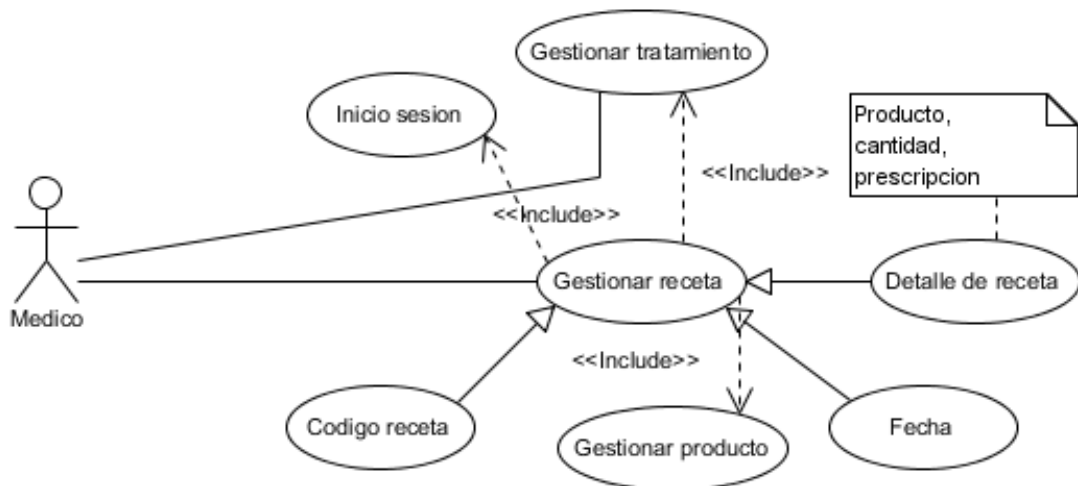 Gestionar tratamiento
Inicio sesion
Producto,
cantidad,
prescripcion
<<Include>>
<<Include>>
Gestionar receta
Detalle de receta
Medico
<<Include>>
Codigo receta
Gestionar producto
Fecha